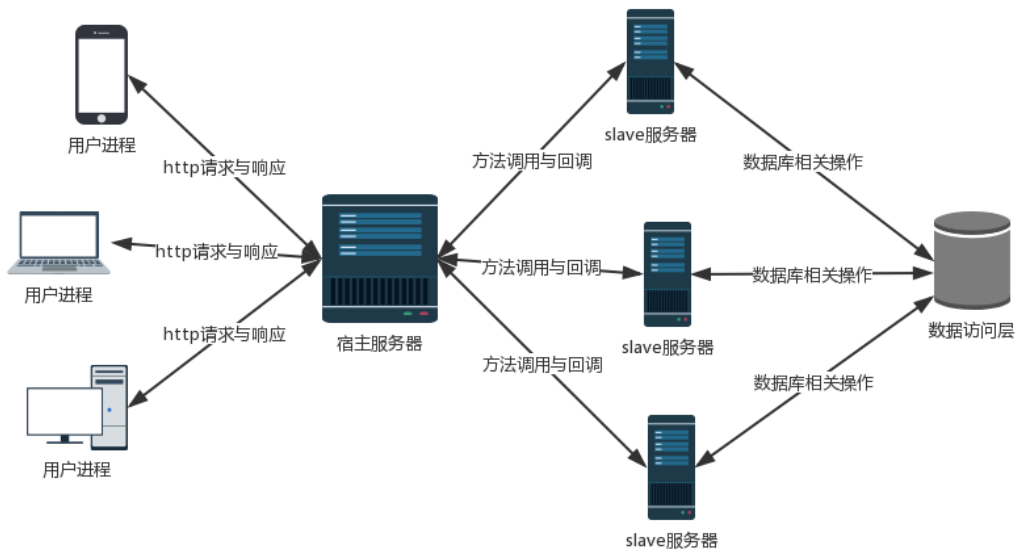 用户进程
http请求与响应
用户进程
http请求与响应
用户进程
http请求与响应
宿主服务器
方法调用与回调
方法调用与回调
方法调用与回调
slave服务器
slave服务器
slave服务器
数据库相关操作
数据库相关操作
数据库相关操作
数据访问层